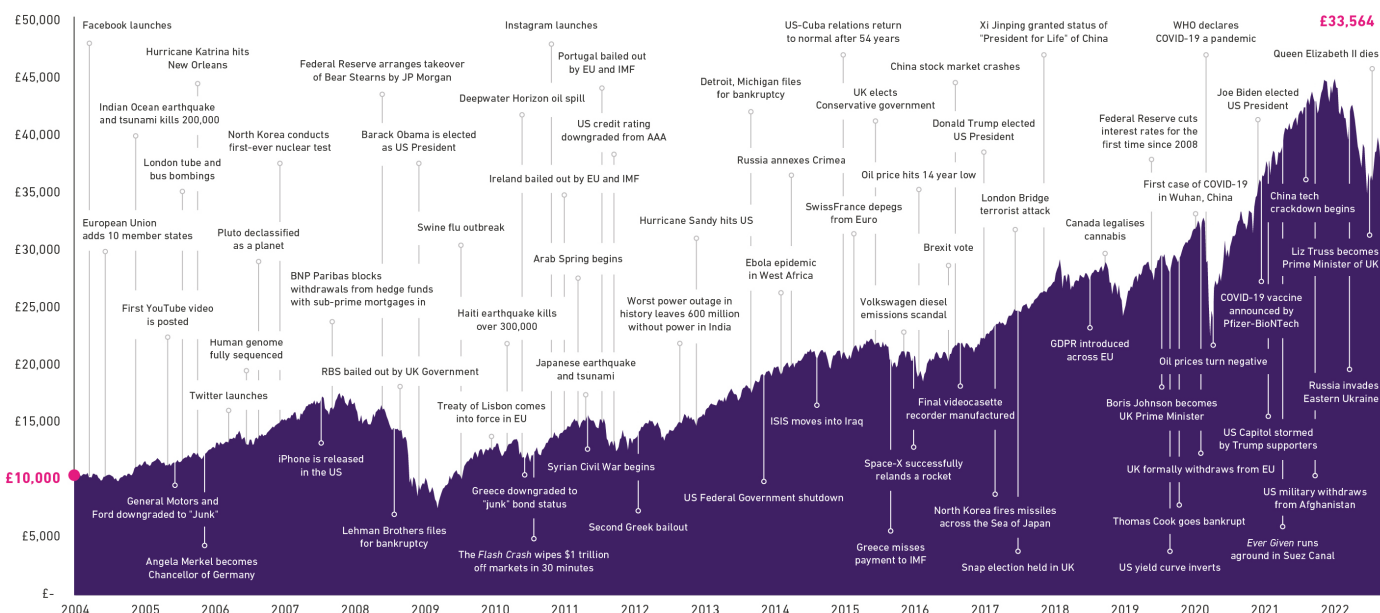 £50,000
£45,000
£40,000
£35,000
£30,000
£25,000
£20,000
£15,000
£10,000
£5,000
£-
£33,564
Facebook launches
Hurricane Katrina hits
New Orleans
Indian Ocean earthquake
and tsunami kills 200,000
London tube and
bus bombings
European Union
adds 10 member states
First YouTube video
is posted
North Korea conducts
first-ever nuclear test
Pluto declassified
as a planet
Human genome
fully sequenced
Twitter launches
General Motors and
Ford downgraded to "Junk"
Angela Merkel becomes
Chancellor of Germany
Federal Reserve arranges takeover
of Bear Stearns by JP Morgan
Barack Obama is elected
as US President
BNP Paribas blocks
withdrawals from hedge funds
with sub-prime mortgages in
RBS bailed out by UK Government
iPhone is released
in the US
Lehman Brothers files
for bankruptcy
Swine flu outbreak
Haiti earthquake kills
over 300,000
Treaty of Lisbon comes
into force in EU
Greece downgraded to
"junk" bond status
The Flash Crash wipes $1 trillion
off markets in 30 minutes
Instagram launches
Portugal bailed out
by EU and IMF
Deepwater Horizon oil spill
US credit rating
downgraded from AAA
Ireland bailed out by EU and IMF
Arab Spring begins
Japanese earthquake
and tsunami
Syrian Civil War begins
Second Greek bailout
Hurricane Sandy hits US
Worst power outage in
history leaves 600 million
without power in India
US Federal Government shutdown
Detroit, Michigan files
for bankruptcy
Russia annexes Crimea
Ebola epidemic
in West Africa
ISIS moves into Iraq
US-Cuba relations return
to normal after 54 years
UK elects
Conservative government
SwissFrance depegs
from Euro
Oil price hits 14 year low
Volkswagen diesel
emissions scandal
China stock market crashes
Donald Trump elected
US President
Brexit vote
Final videocasette
recorder manufactured
Space-X successfully
relands a rocket
Greece misses
payment to IMF
North Korea fires missiles
across the Sea of Japan
Snap election held in UK
Xi Jinping granted status of
"President for Life" of China
London Bridge
terrorist attack
Canada legalises
cannabis
GDPR introduced
across EU
WHO declares
COVID-19 a pandemic
Federal Reserve cuts
interest rates for the
first time since 2008
First case of COVID-19
in Wuhan, China
Joe Biden elected
US President
Queen Elizabeth II dies
China tech
crackdown begins
Liz Truss becomes
Prime Minister of UK
COVID-19 vaccine
announced by
Pfizer-BioNTech
Oil prices turn negative
Boris Johnson becomes
UK Prime Minister
Russia invades
Eastern Ukraine
US Capitol stormed
by Trump supporters
UK formally withdraws from EU
US military withdraws
from Afghanistan
Thomas Cook goes bankrupt
Ever Given runs
aground in Suez Canal
US yield curve inverts
2004 2005 2006 2007 2008 2009 2010 2011 2012 2013 2014 2015 2016 2017 2018 2019 2020 2021 2022